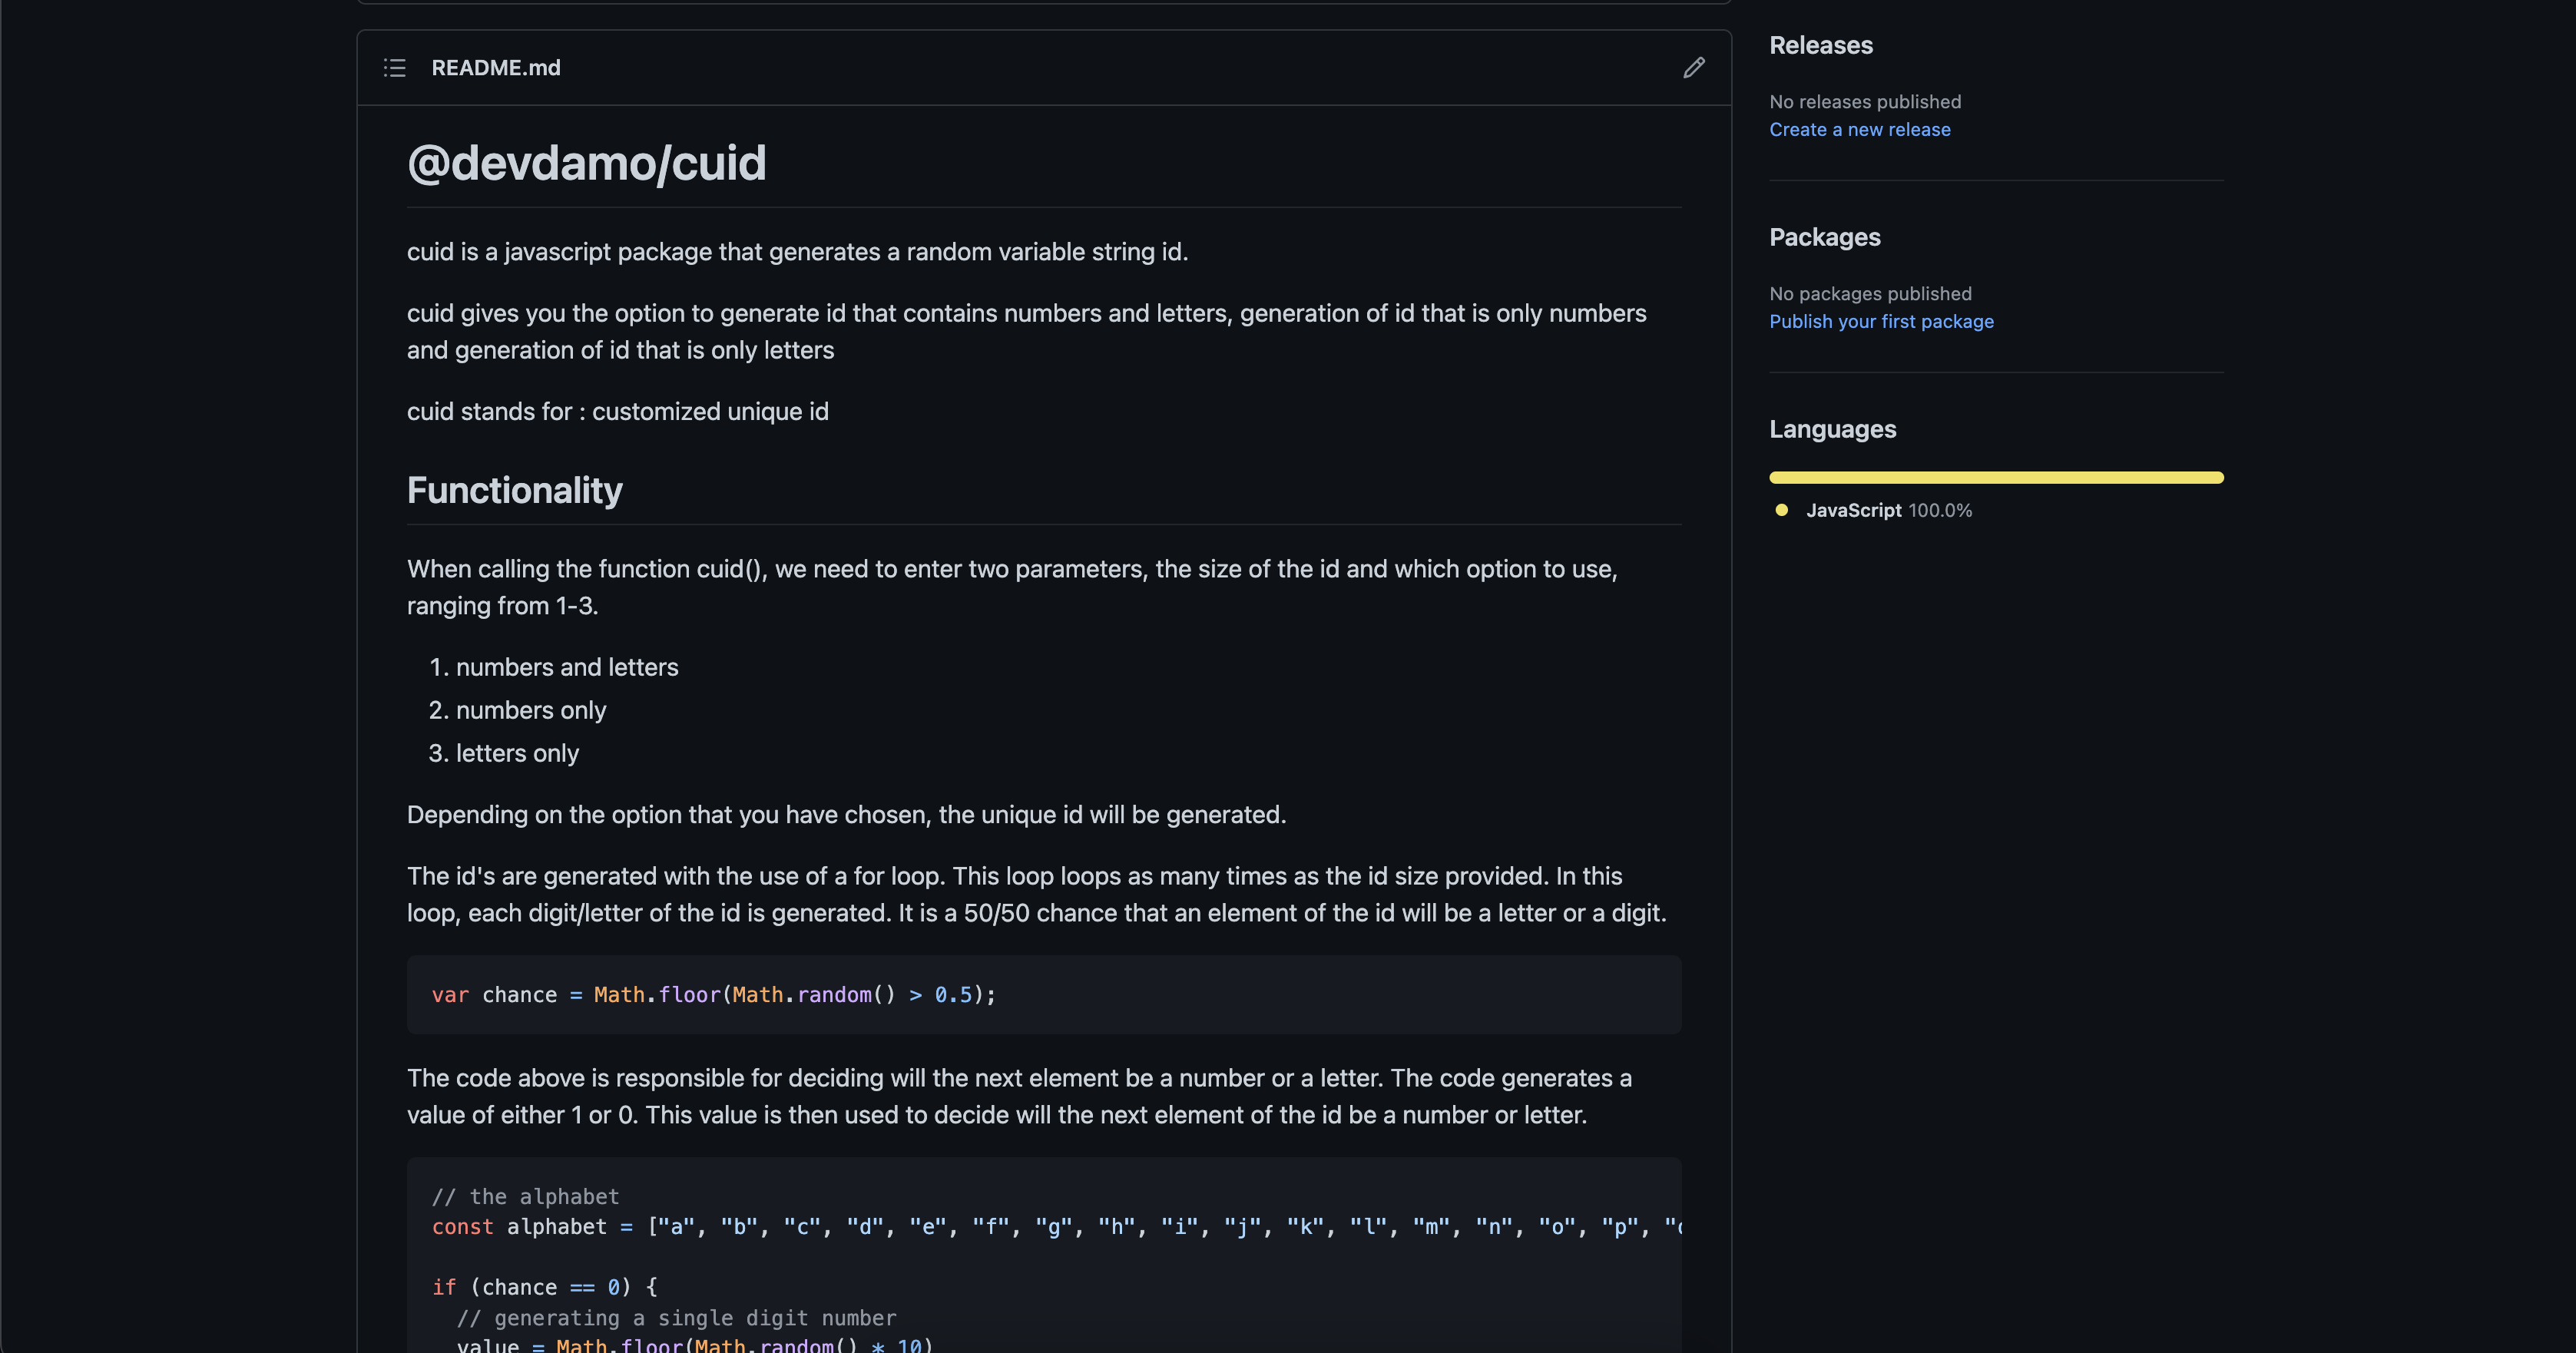 README.md
@devdamo/cuid
cuid is a javascript package that generates a random variable string id.
cuid gives you the option to generate id that contains numbers and letters, generation of id that is only numbers
and generation of id that is only letters
cuid stands for : customized unique id
Functionality
When calling the function cuid(), we need to enter two parameters, the size of the id and which option to use,
ranging from 1-3.
1. numbers and letters
2. numbers only
3. letters only
Depending on the option that you have chosen, the unique id will be generated.
The id's are generated with the use of a for loop. This loop loops as many times as the id size provided. In this
loop, each digit/letter of the id is generated. It is a 50/50 chance that an element of the id will be a letter or a digit.
var chance = Math.floor(Math.random() > 0.5);
The code above is responsible for deciding will the next element be a number or a letter. The code generates a
value of either 1 or 0. This value is then used to decide will the next element of the id be a number or letter.
// the alphabet
const alphabet = ["a", "b", "c", "d", "e", "f", "g", "h", "i", "j", "k", "l", "m", "n", "o", "p",
if (chance == 0) {
// generating a single digit number
value = Math.floor(Math.random() * 10)
Releases
No releases published
Create a new release
Packages
No packages published
Publish your first package
Languages
JavaScript 100.0%